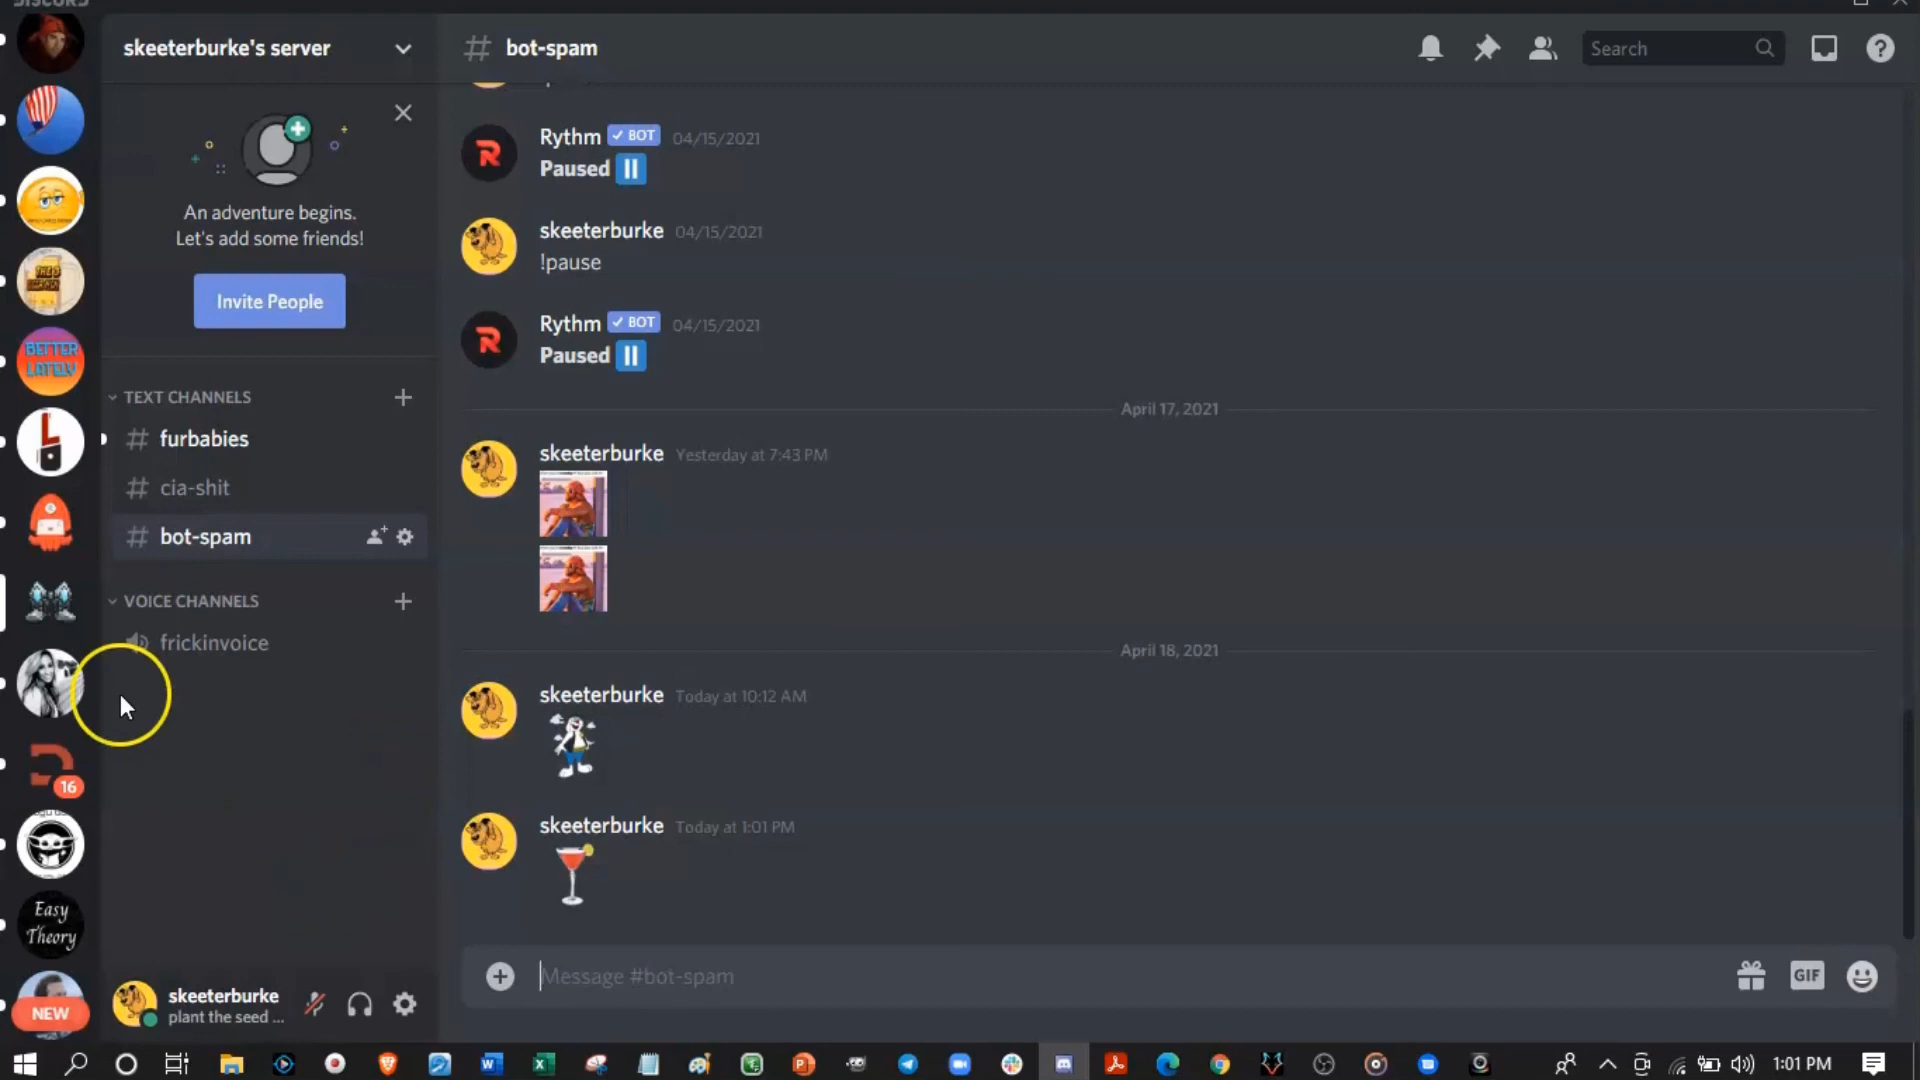 skeeterburke's server
bot-spam
Search
An adventure begins.
Let's add some friends!
Invite People
TEXT CHANNELS
furbabies
cia-shit
bot-spam
VOICE CHANNELS
frickinvoice
Rythm BOT 04/15/2021
Paused
skeeterburke 04/15/2021
!pause
Rythm BOT 04/15/2021
Paused
April 17, 2021
skeeterburke Yesterday at 7:43 PM
April 18, 2021
skeeterburke Today at 10:12 AM
skeeterburke Today at 1:01 PM
Message #bot-spam
GIF
BETTER
LATELY
16
Easy
Theory
NEW
skeeterburke
plant the seed ...
1:01 PM